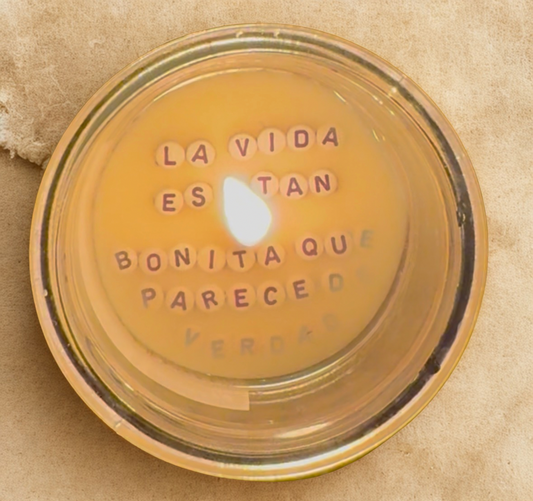 LA VIDA
ES TAN
BONITA QUE
PARECE DE
VERDAD